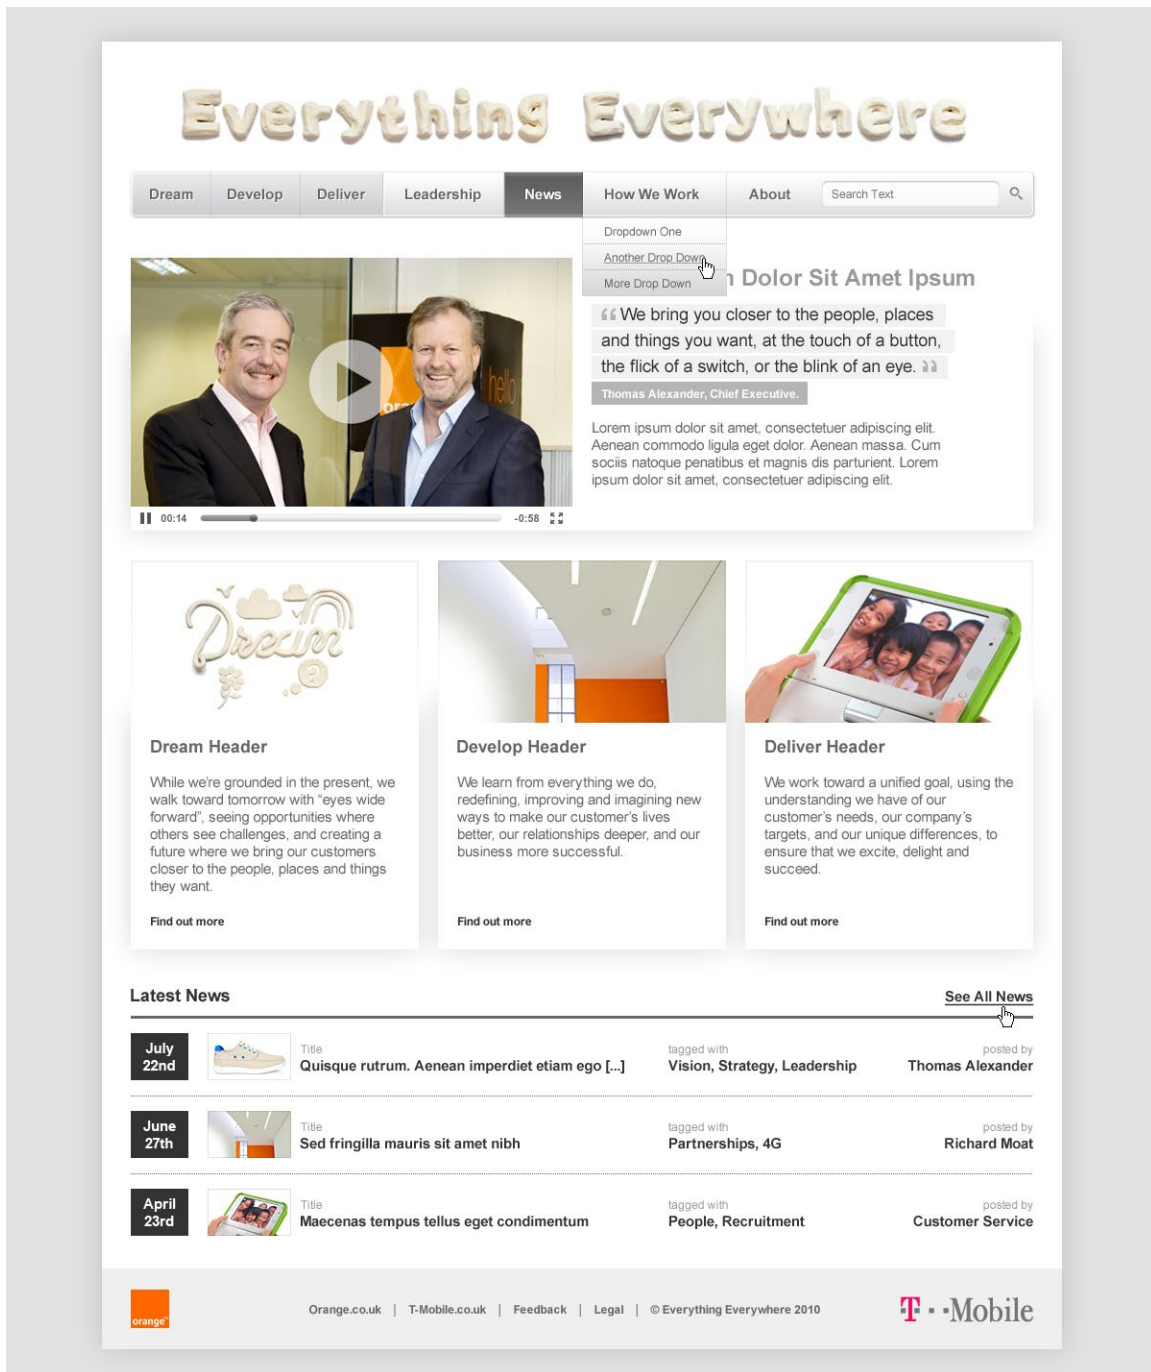 Everything Everywhere
Dream Develop Deliver Leadership News How We Work About Search Text
Dropdown One
Another Drop Down
More Drop Down
Dolor Sit Amet Ipsum
“We bring you closer to the people, places
and things you want, at the touch of a button,
the flick of a switch, or the blink of an eye.”
Thomas Alexander, Chief Executive.
Lorem ipsum dolor sit amet, consectetuer adipiscing elit.
Aenean commodo ligula eget dolor. Aenean massa. Cum
sociis natoque penatibus et magnis dis parturient. Lorem
ipsum dolor sit amet, consectetuer adipiscing elit.
hello
00:14 -0:58
Dream
?
Dream Header
While we're grounded in the present, we
walk toward tomorrow with “eyes wide
forward”, seeing opportunities where
others see challenges, and creating a
future where we bring our customers
closer to the people, places and things
they want.
Find out more
Develop Header
We learn from everything we do,
redefining, improving and imagining new
ways to make our customer's lives
better, our relationships deeper, and our
business more successful.
Find out more
Deliver Header
We work toward a unified goal, using the
understanding we have of our
customer's needs, our company's
targets, and our unique differences, to
ensure that we excite, delight and
succeed.
Find out more
Latest News See All News
July
22nd
Title
Quisque rutrum. Aenean imperdiet etiam ego [...]
tagged with
Vision, Strategy, Leadership
posted by
Thomas Alexander
June
27th
Title
Sed fringilla mauris sit amet nibh
tagged with
Partnerships, 4G
posted by
Richard Moat
April
23rd
Title
Maecenas tempus tellus eget condimentum
tagged with
People, Recruitment
posted by
Customer Service
orange™
Orange.co.uk | T-Mobile.co.uk | Feedback | Legal | © Everything Everywhere 2010
T··Mobile